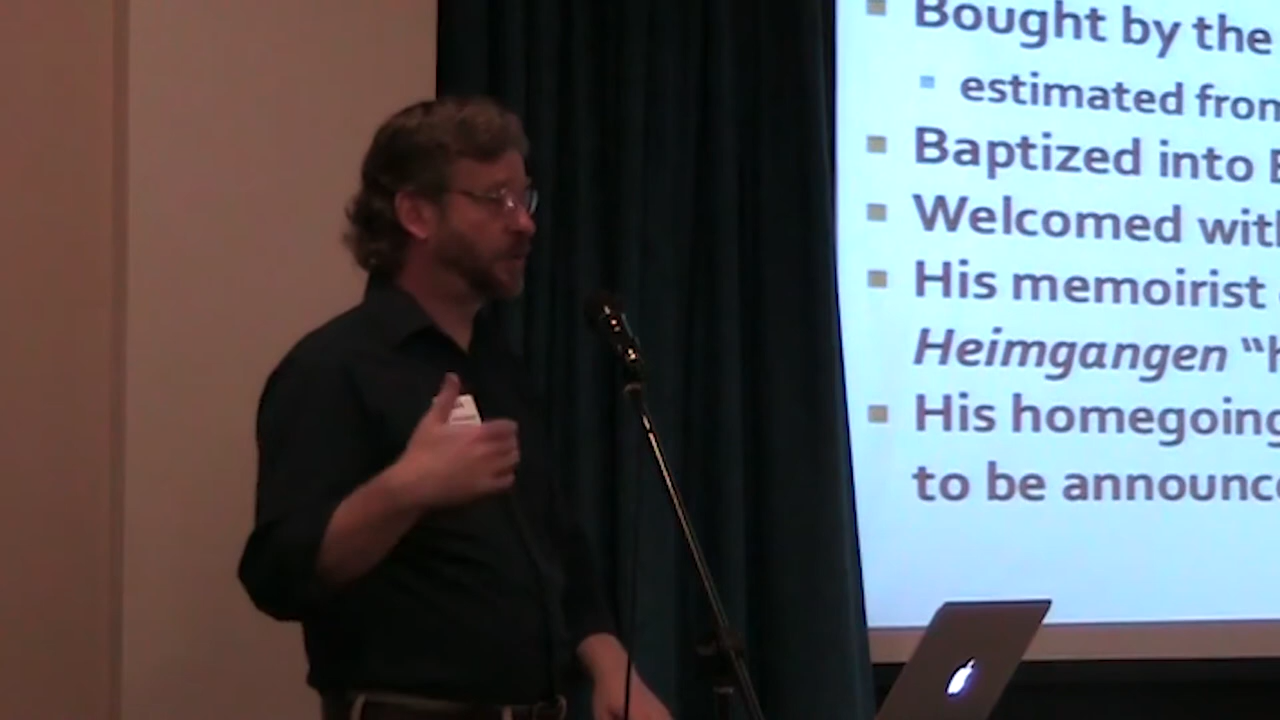 Bought by the
estimated from
Baptized into
Welcomed with
His memoirist
Heimgangen "h
His homegoing
to be announce